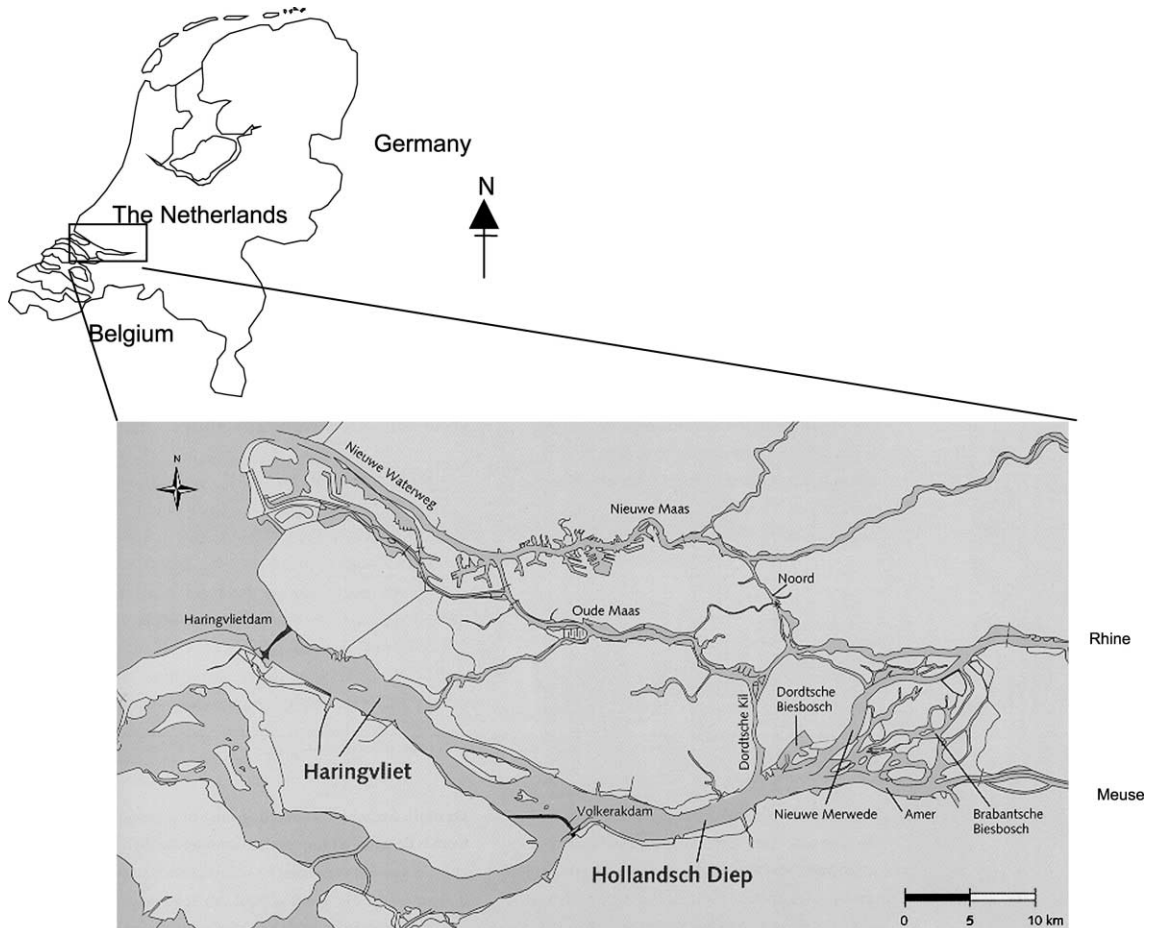 Germany
N
The Netherlands
Belgium
N
Nieuwe Waterweg
Nieuwe Maas
Noord
Haringvlietdam
Oude Maas
Rhine
Dordtsche Kil
Dordtsche
Biesbosch
Haringvliet
Meuse
Volkerakdam
Nieuwe Merwede
Amer
Brabantsche
Biesbosch
Hollandsch Diep
0 5 10 km